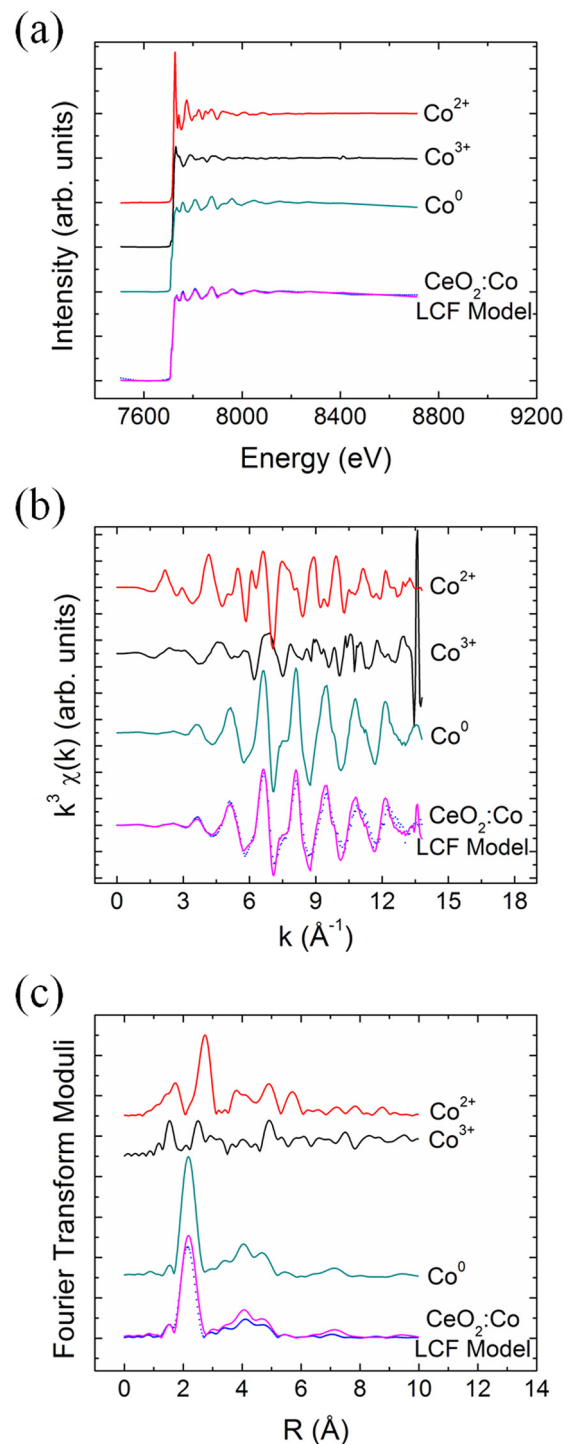 (a)
Intensity (arb. units)
Co²⁺
Co³⁺
Co⁰
CeO₂:Co
LCF Model
7600 8000 8400 8800 9200
Energy (eV)
(b)
k³ χ(k) (arb. units)
Co²⁺
Co³⁺
Co⁰
CeO₂:Co
LCF Model
0 3 6 9 12 15 18
k (Å⁻¹)
(c)
Fourier Transform Moduli
Co²⁺
Co³⁺
Co⁰
CeO₂:Co
LCF Model
0 2 4 6 8 10 12 14
R (Å)